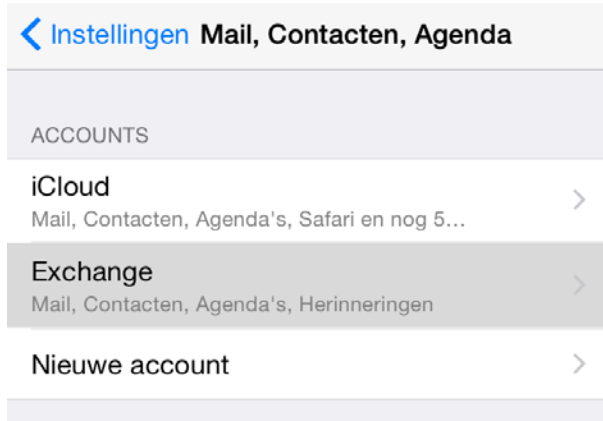 Instellingen Mail, Contacten, Agenda
ACCOUNTS
iCloud
Mail, Contacten, Agenda's, Safari en nog 5...
Exchange
Mail, Contacten, Agenda's, Herinneringen
Nieuwe account